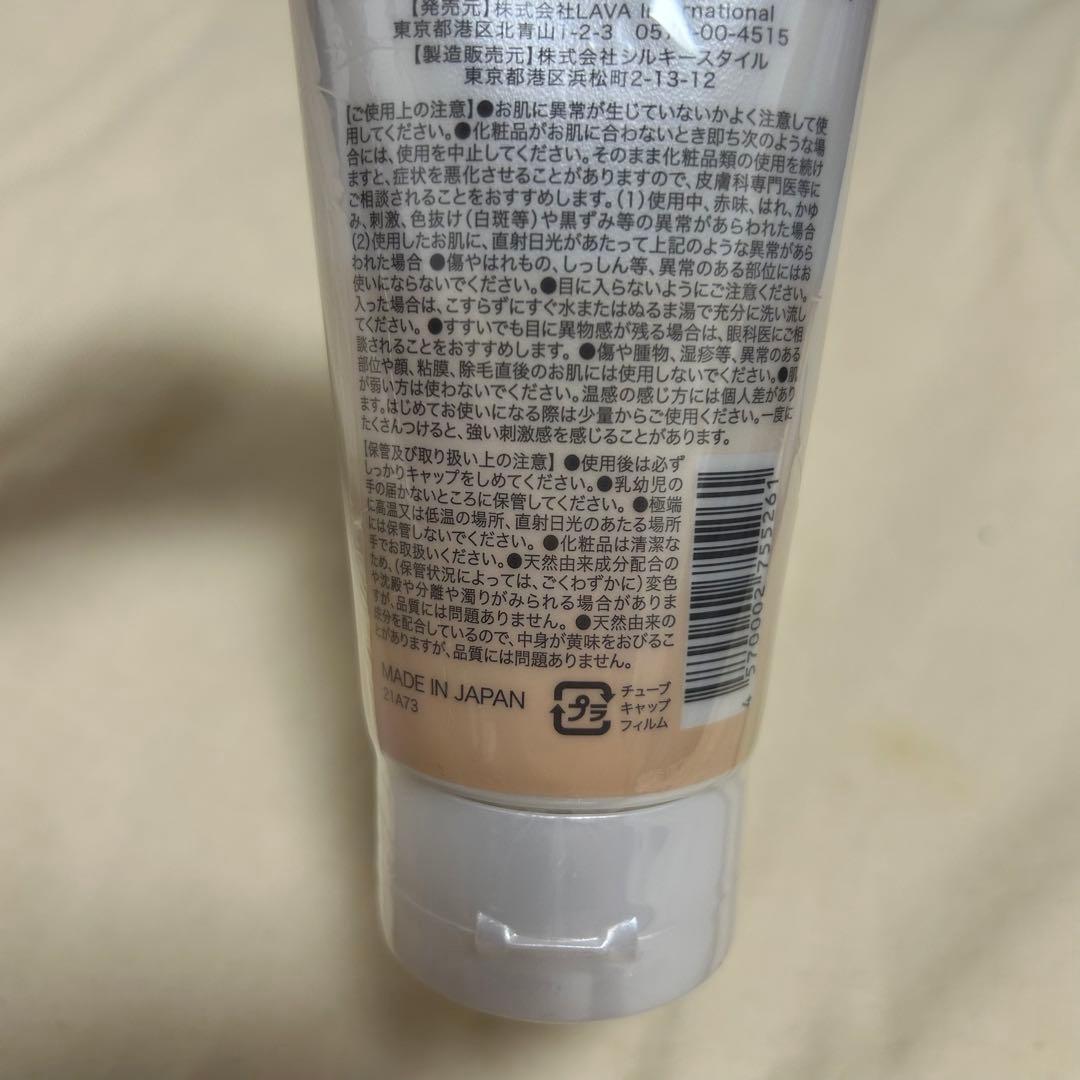 【発売元】株式会社LAVA International
東京都港区北青山1-2-3 057 -00-4515
【製造販売元】株式会社シルキースタイル
東京都港区浜松町2-13-12
【ご使用上の注意】●お肌に異常が生じていないかよく注意して使
用してください。●化粧品がお肌に合わないとき即ち次のような場
合には、使用を中止してください。そのまま化粧品類の使用を続け
ますと、症状を悪化させることがありますので、皮膚科専門医等に
ご相談されることをおすすめします。(1)使用中、赤味、はれ、かゆ
み、刺激、色抜け(白斑等)や黒ずみ等の異常があらわれた場合
(2)使用したお肌に、直射日光があたって上記のような異常があら
われた場合 ●傷やはれもの、しっしん等、異常のある部位にはお
使いにならないでください。●目に入らないようにご注意ください。
入った場合は、こすらずにすぐ水またはぬるま湯で充分に洗い流し
てください。●すすいでも目に異物感が残る場合は、眼科医にご相
談されることをおすすめします。●傷や腫物、湿疹等、異常のある
部位や顔、粘膜、除毛直後のお肌には使用しないでください。●肌
が弱い方は使わないでください。温感の感じ方には個人差があり
ます。はじめてお使いになる際は少量からご使用ください。一度に
たくさんつけると、強い刺激感を感じることがあります。
【保管及び取り扱い上の注意】●使用後は必ず
しっかりキャップをしめてください。●乳幼児の
手の届かないところに保管してください。●極端
に高温又は低温の場所、直射日光のあたる場所
には保管しないでください。●化粧品は清潔な
手でお取扱いください。●天然由来成分配合の
ため、(保管状況によっては、ごくわずかに)変色
や沈殿や分離や濁りがみられる場合がありま
すが、品質には問題ありません。●天然由来の
成分を配合しているので、中身が黄味をおびるこ
とがありますが、品質には問題ありません。
MADE IN JAPAN
21A73
プラ
チューブ
キャップ
フィルム
4 570002 755261